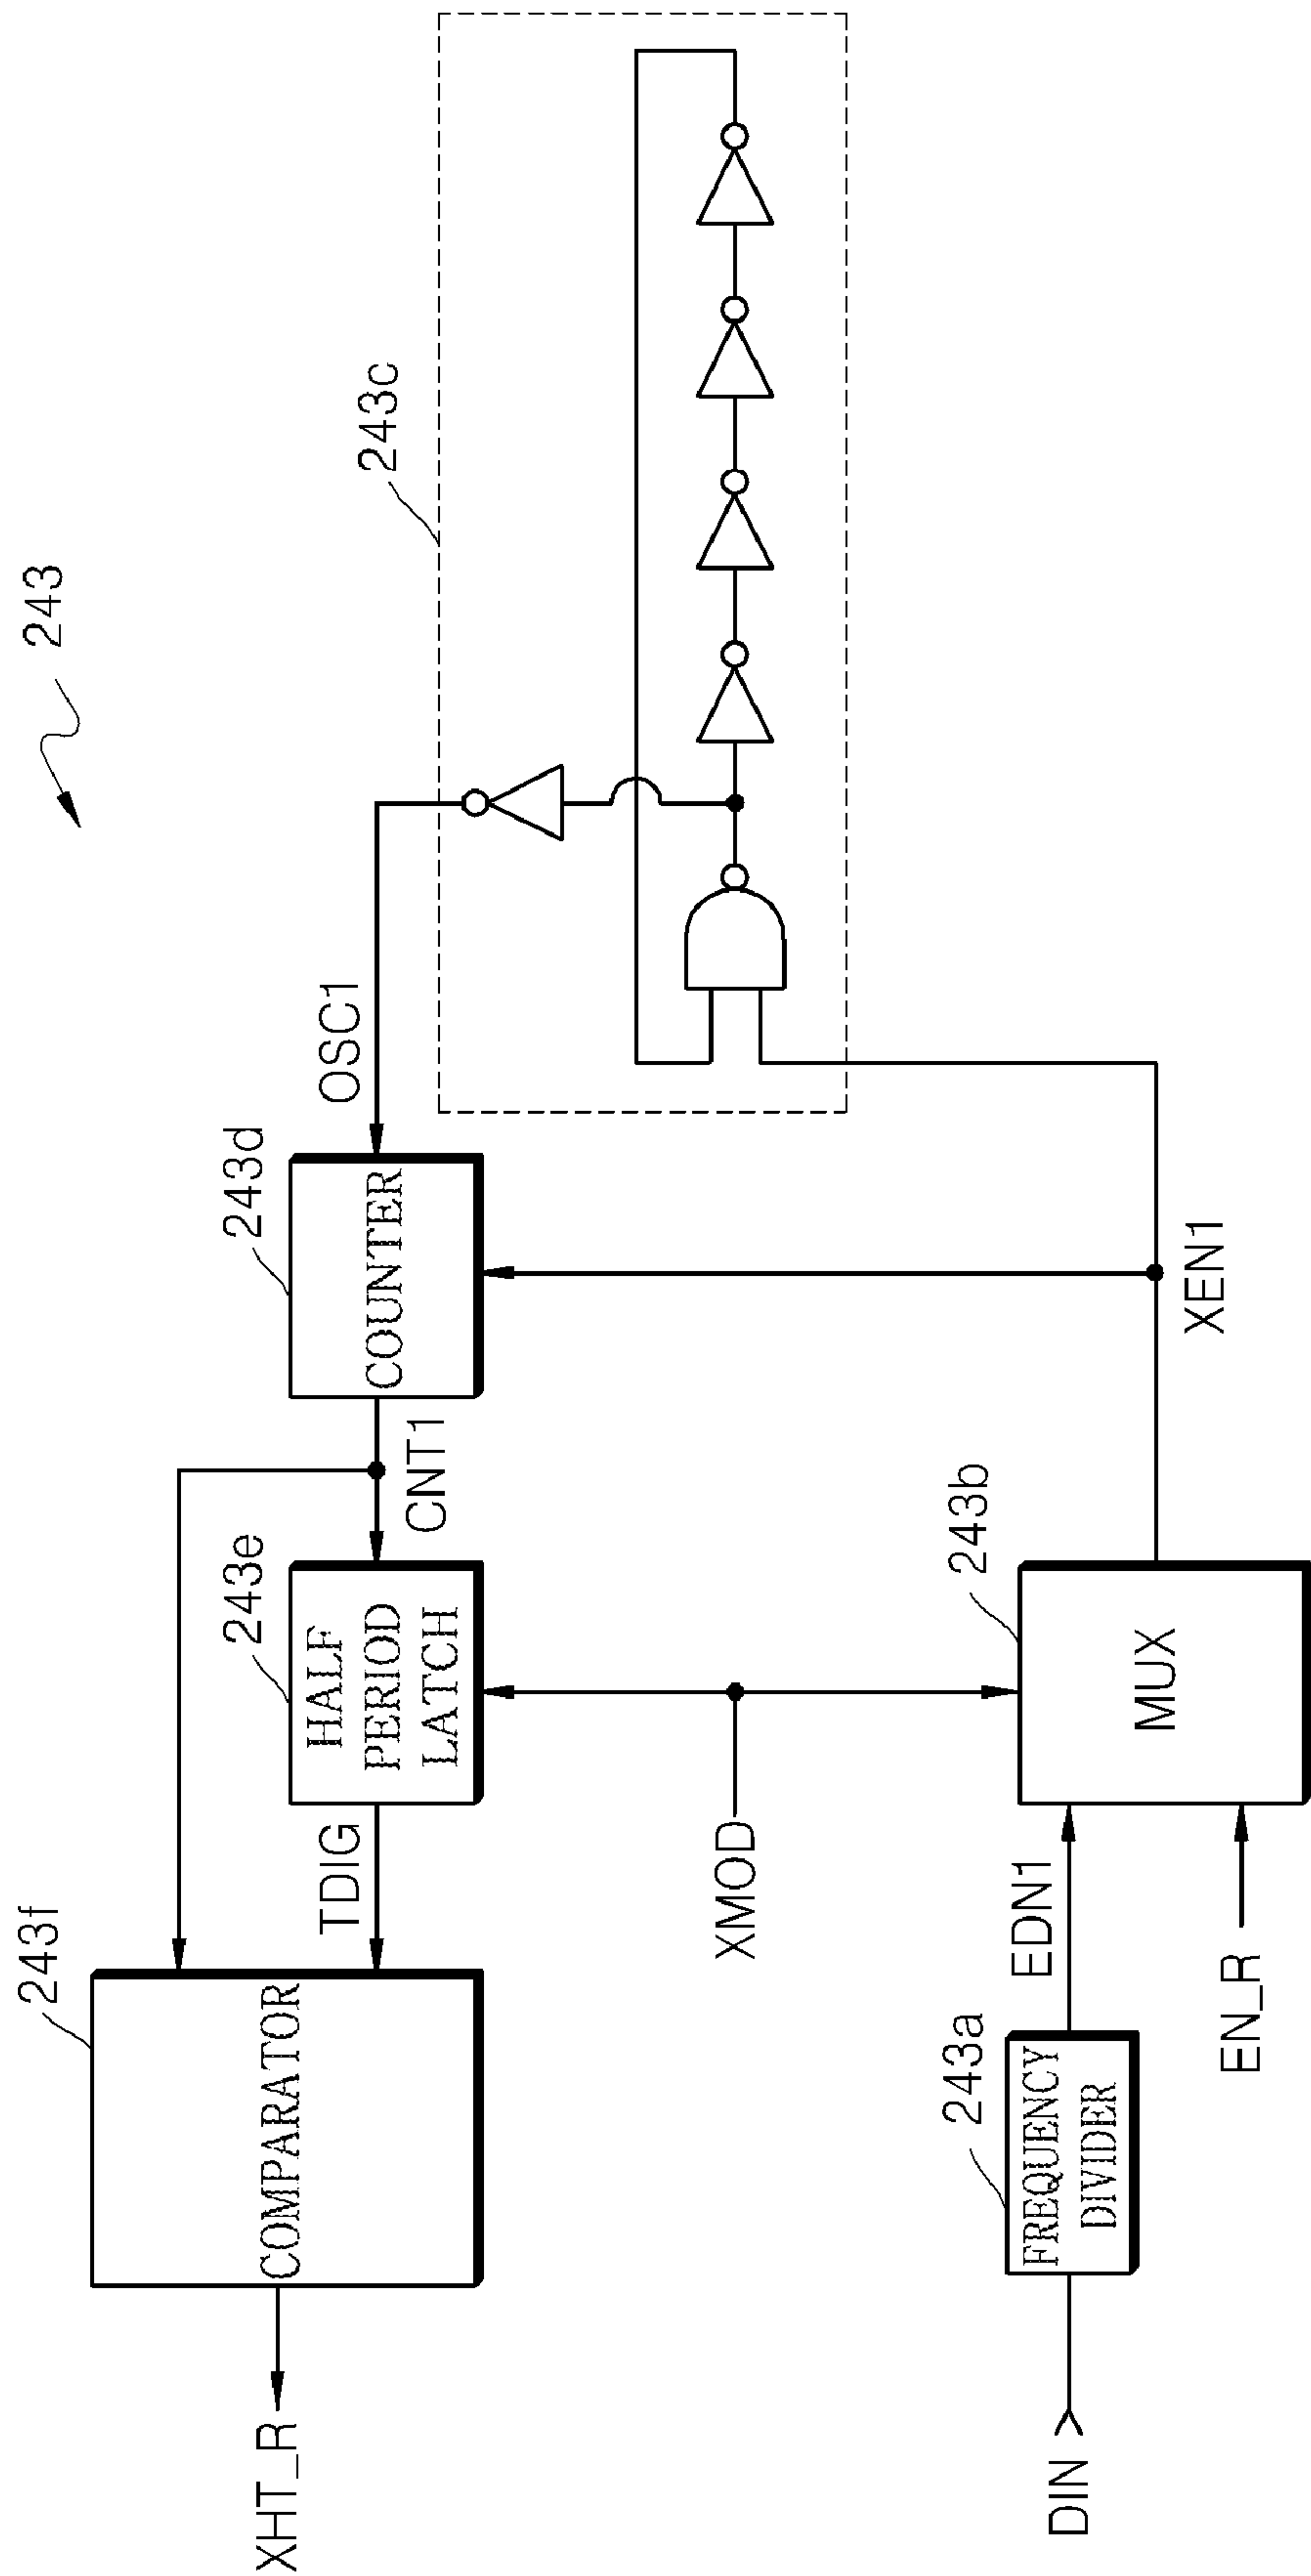 243
243c
OSC1
243d
COUNTER
CNT1
243e
HALF
PERIOD
LATCH
TDIG
243f
COMPARATOR
XHT_R
XMOD
XEN1
243b
MUX
EDN1
EN_R
243a
FREQUENCY
DIVIDER
DIN